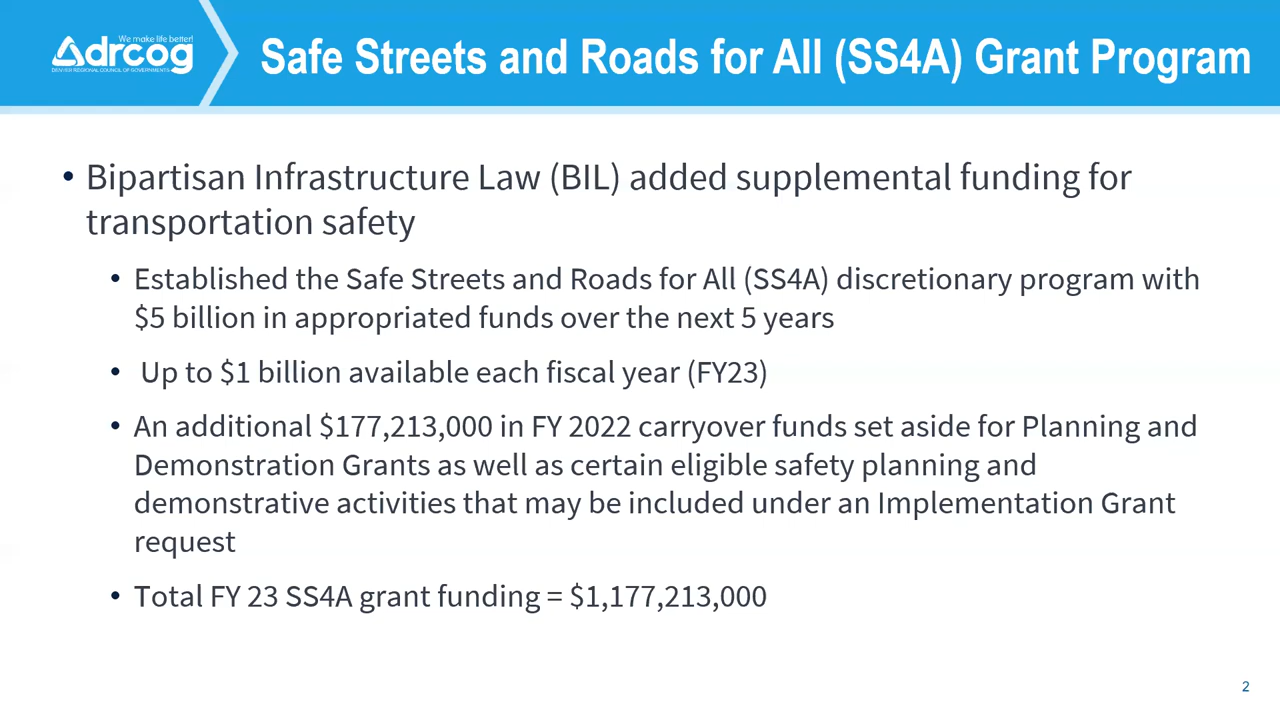 We make life better!
drcog
DENVER REGIONAL COUNCIL OF GOVERNMENTS
Safe Streets and Roads for All (SS4A) Grant Program
• Bipartisan Infrastructure Law (BIL) added supplemental funding for
transportation safety
• Established the Safe Streets and Roads for All (SS4A) discretionary program with
$5 billion in appropriated funds over the next 5 years
• Up to $1 billion available each fiscal year (FY23)
• An additional $177,213,000 in FY 2022 carryover funds set aside for Planning and
Demonstration Grants as well as certain eligible safety planning and
demonstrative activities that may be included under an Implementation Grant
request
• Total FY 23 SS4A grant funding = $1,177,213,000
2